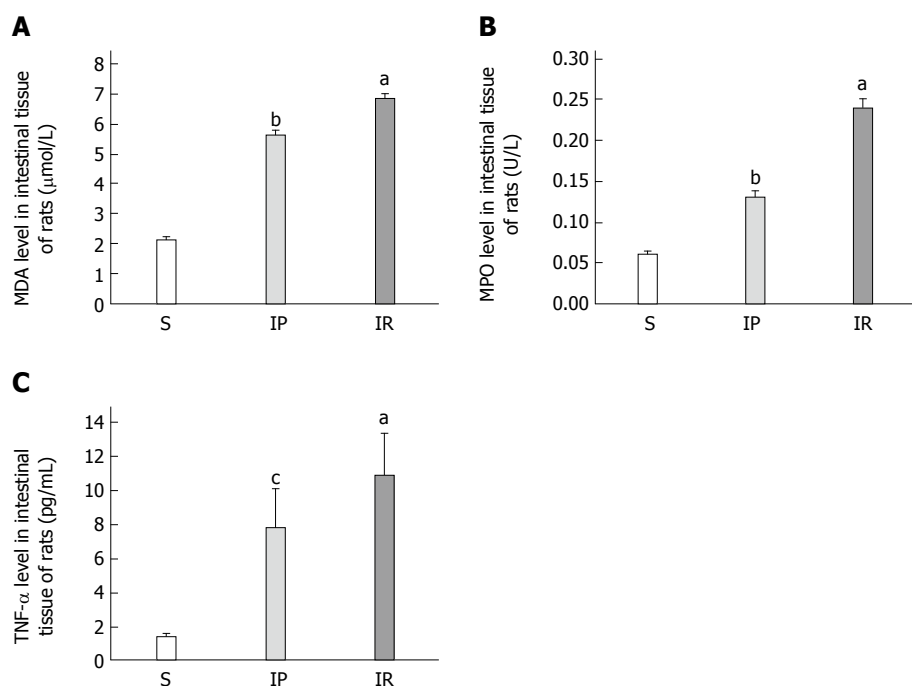 A
MDA level in intestinal tissue
of rats (μmol/L)
8
7
6
5
4
3
2
1
0
b
a
S IP IR
B
MPO level in intestinal tissue
of rats (U/L)
0.30
0.25
0.20
0.15
0.10
0.05
0.00
b
a
S IP IR
C
TNF-α level in intestinal
tissue of rats (pg/mL)
14
12
10
8
6
4
2
0
c
a
S IP IR